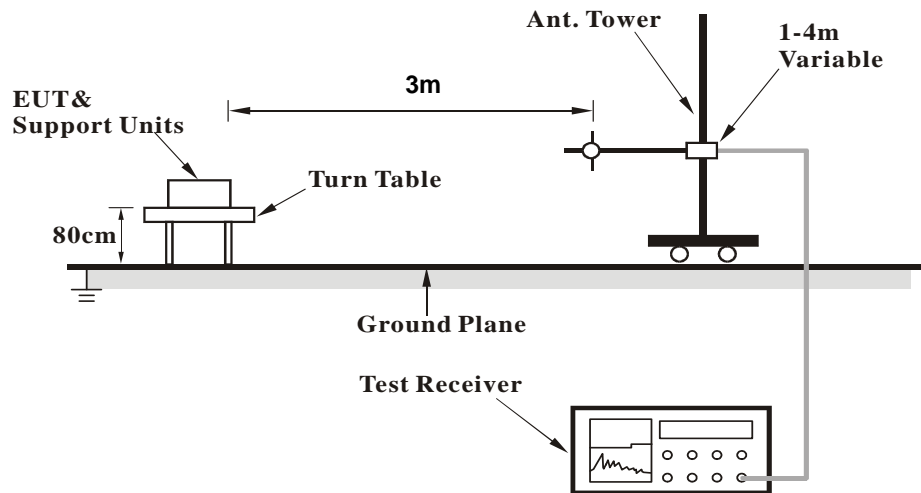 Ant. Tower
1-4m
Variable
3m
EUT&
Support Units
Turn Table
80cm
Ground Plane
Test Receiver